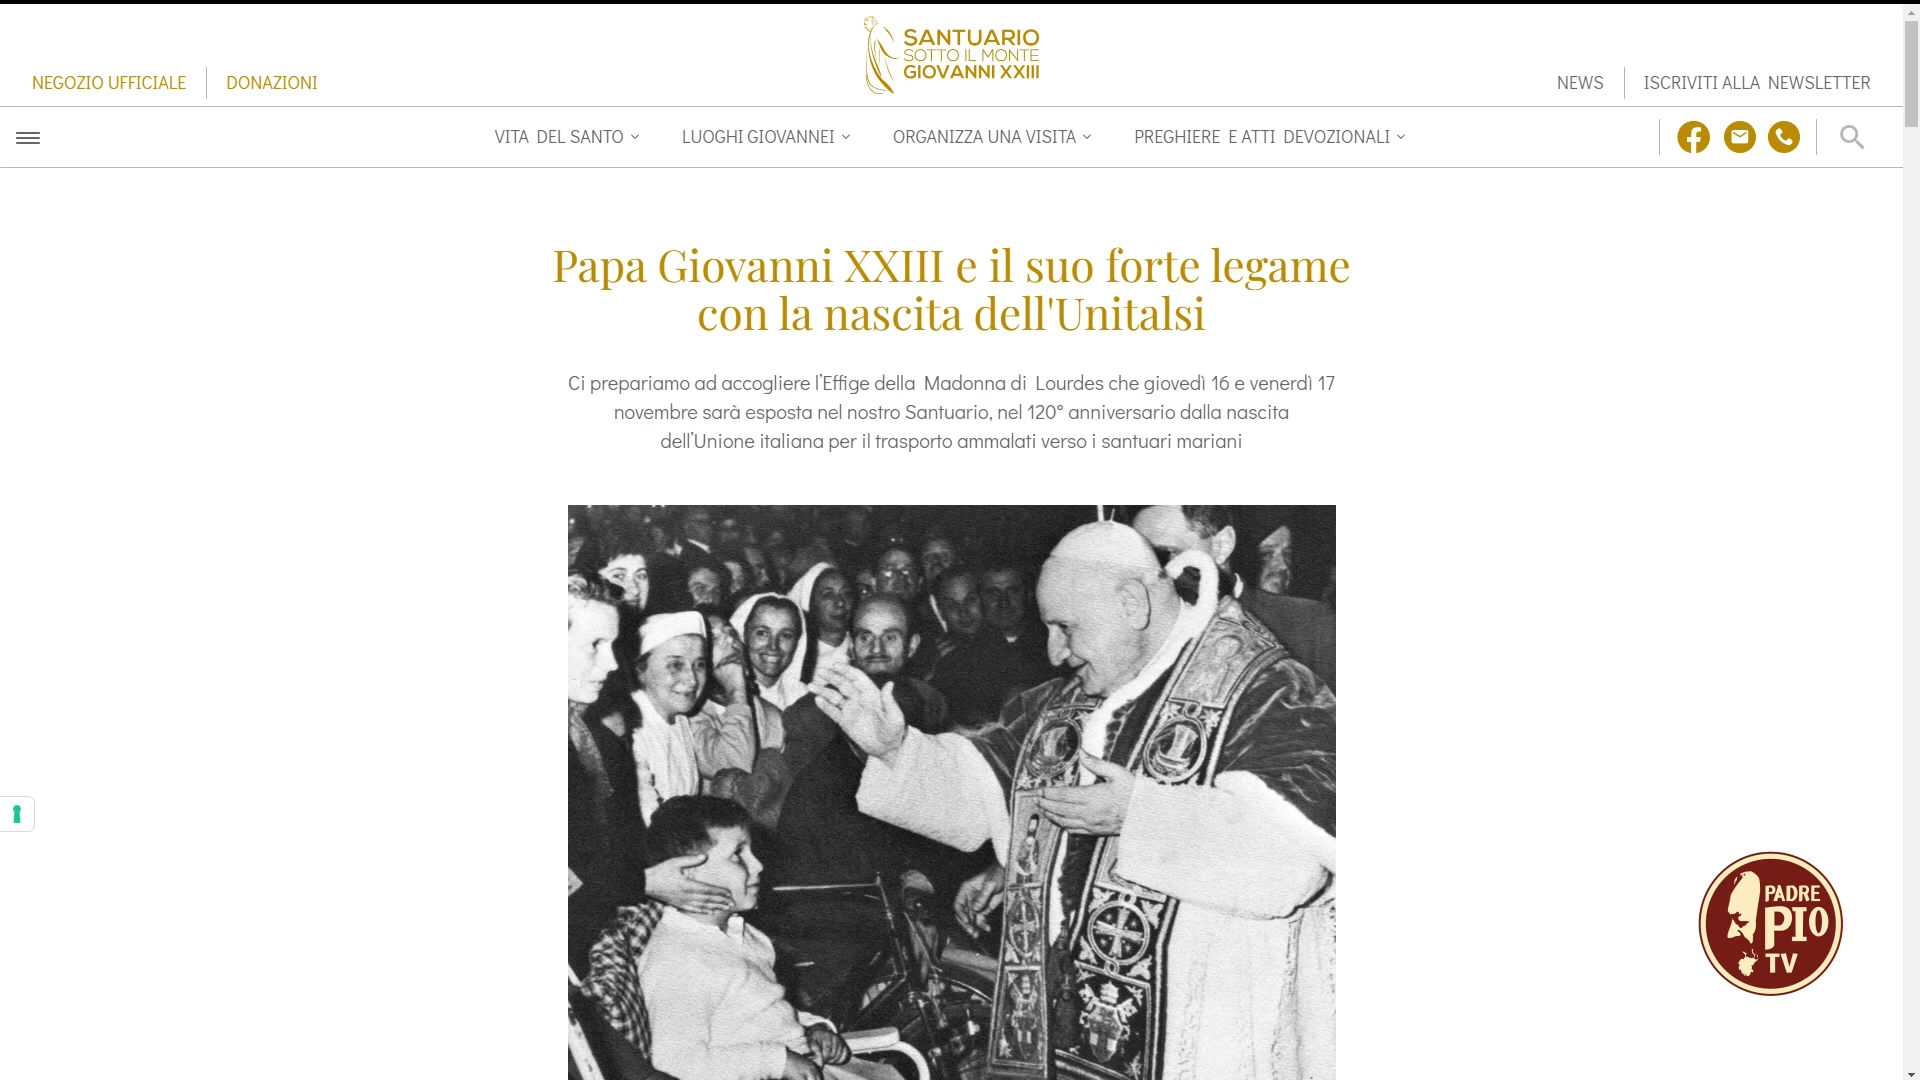 SANTUARIO
SOTTO IL MONTE
GIOVANNI XXIII
NEGOZIO UFFICIALE
DONAZIONI
NEWS
ISCRIVITI ALLA NEWSLETTER
VITA DEL SANTO
LUOGHI GIOVANNEI
ORGANIZZA UNA VISITA
PREGHIERE E ATTI DEVOZIONALI
Papa Giovanni XXIII e il suo forte legame
con la nascita dell'Unitalsi
Ci prepariamo ad accogliere l’Effige della Madonna di Lourdes che giovedì 16 e venerdì 17
novembre sarà esposta nel nostro Santuario, nel 120° anniversario dalla nascita
dell’Unione italiana per il trasporto ammalati verso i santuari mariani
PADRE
PIO
TV